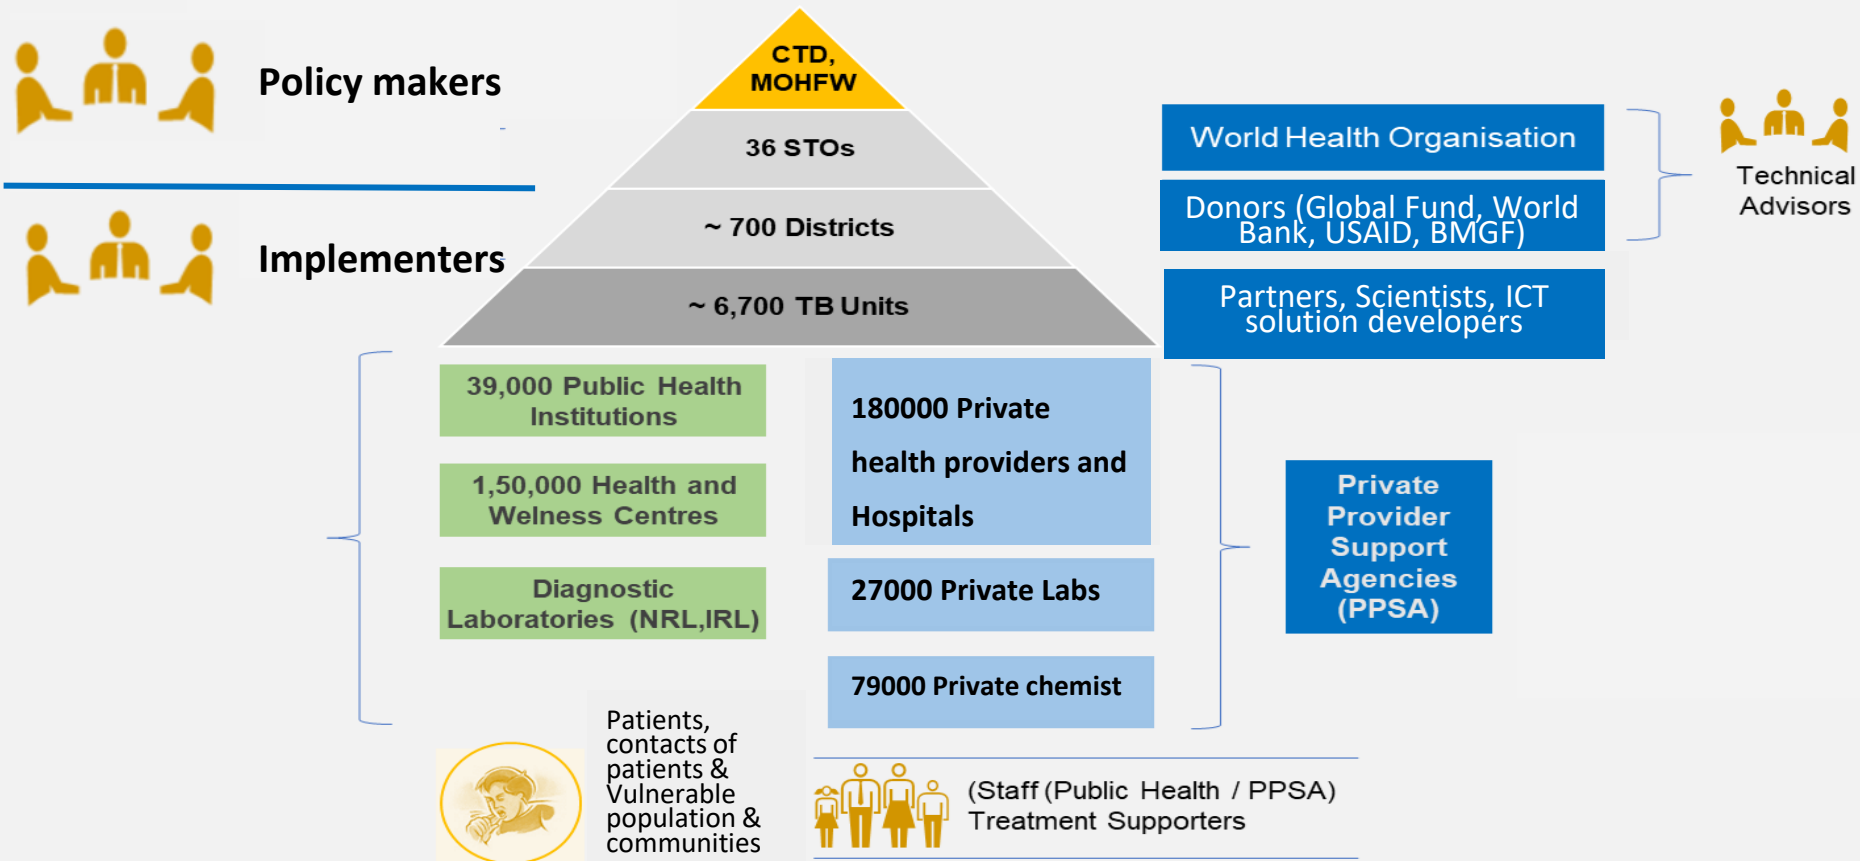 Policy makers
Implementers
CTD,
MOHFW
36 STOs
~ 700 Districts
~ 6,700 TB Units
World Health Organisation
Donors (Global Fund, World
Bank, USAID, BMGF)
Partners, Scientists, ICT
solution developers
Technical
Advisors
39,000 Public Health
Institutions
1,50,000 Health and
Welness Centres
Diagnostic
Laboratories (NRL,IRL)
180000 Private
health providers and
Hospitals
27000 Private Labs
79000 Private chemist
Private
Provider
Support
Agencies
(PPSA)
Patients,
contacts of
patients &
Vulnerable
population &
communities
(Staff (Public Health / PPSA)
Treatment Supporters